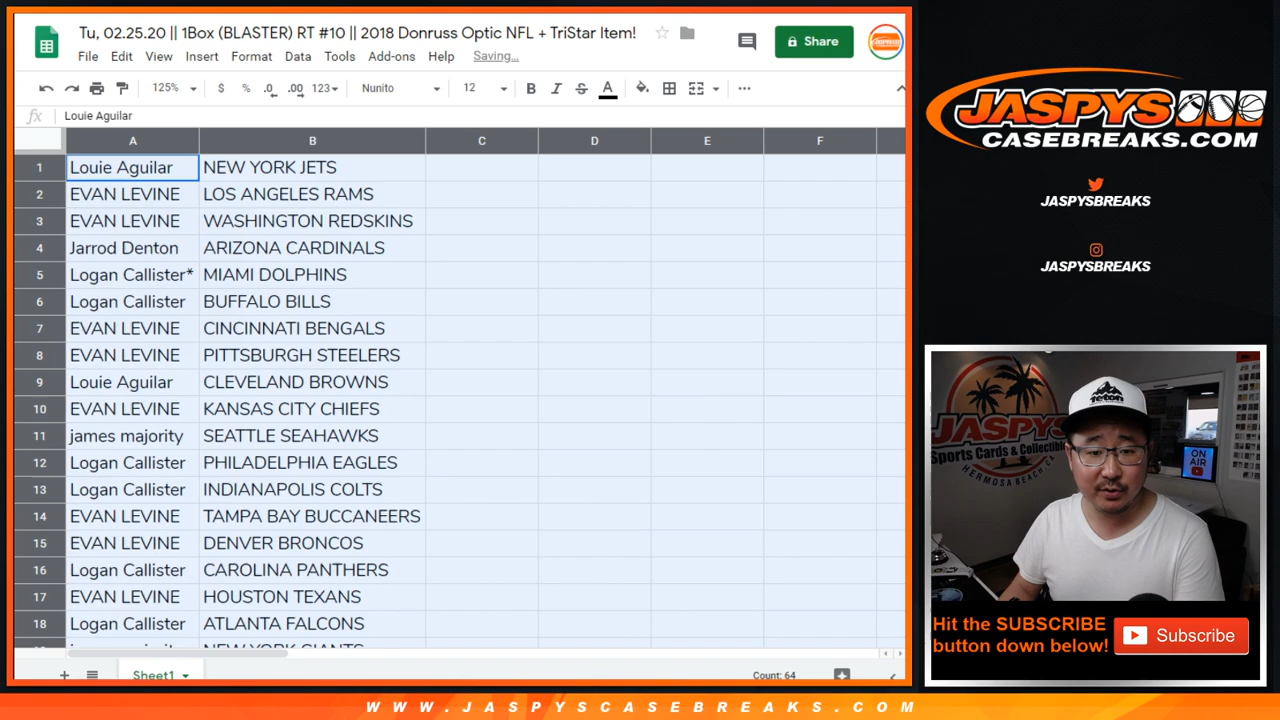 Tu, 02.25.20 || 1Box (BLASTER) RT #10 || 2018 Donruss Optic NFL + TriStar Item!
File Edit View Insert Format Data Tools Add-ons Help Saving...
Share
125% $ % .0 .00 123 Nunito 12 B I S A
fx Louie Aguilar
A B C D E F
1 Louie Aguilar NEW YORK JETS
2 EVAN LEVINE LOS ANGELES RAMS
3 EVAN LEVINE WASHINGTON REDSKINS
4 Jarrod Denton ARIZONA CARDINALS
5 Logan Callister* MIAMI DOLPHINS
6 Logan Callister BUFFALO BILLS
7 EVAN LEVINE CINCINNATI BENGALS
8 EVAN LEVINE PITTSBURGH STEELERS
9 Louie Aguilar CLEVELAND BROWNS
10 EVAN LEVINE KANSAS CITY CHIEFS
11 james majority SEATTLE SEAHAWKS
12 Logan Callister PHILADELPHIA EAGLES
13 Logan Callister INDIANAPOLIS COLTS
14 EVAN LEVINE TAMPA BAY BUCCANEERS
15 EVAN LEVINE DENVER BRONCOS
16 Logan Callister CAROLINA PANTHERS
17 EVAN LEVINE HOUSTON TEXANS
18 Logan Callister ATLANTA FALCONS
NEW YORK GIANTS
Sheet1
Count: 64
JASPYS
CASEBREAKS.COM
JASPYSBREAKS
JASPYSBREAKS
JASPYS
Sports Cards & Collectibles
HERMOSA BEACH, CA
Teton
ON AIR
Hit the SUBSCRIBE
button down below!
Subscribe
WWW.JASPYSCASEBREAKS.COM